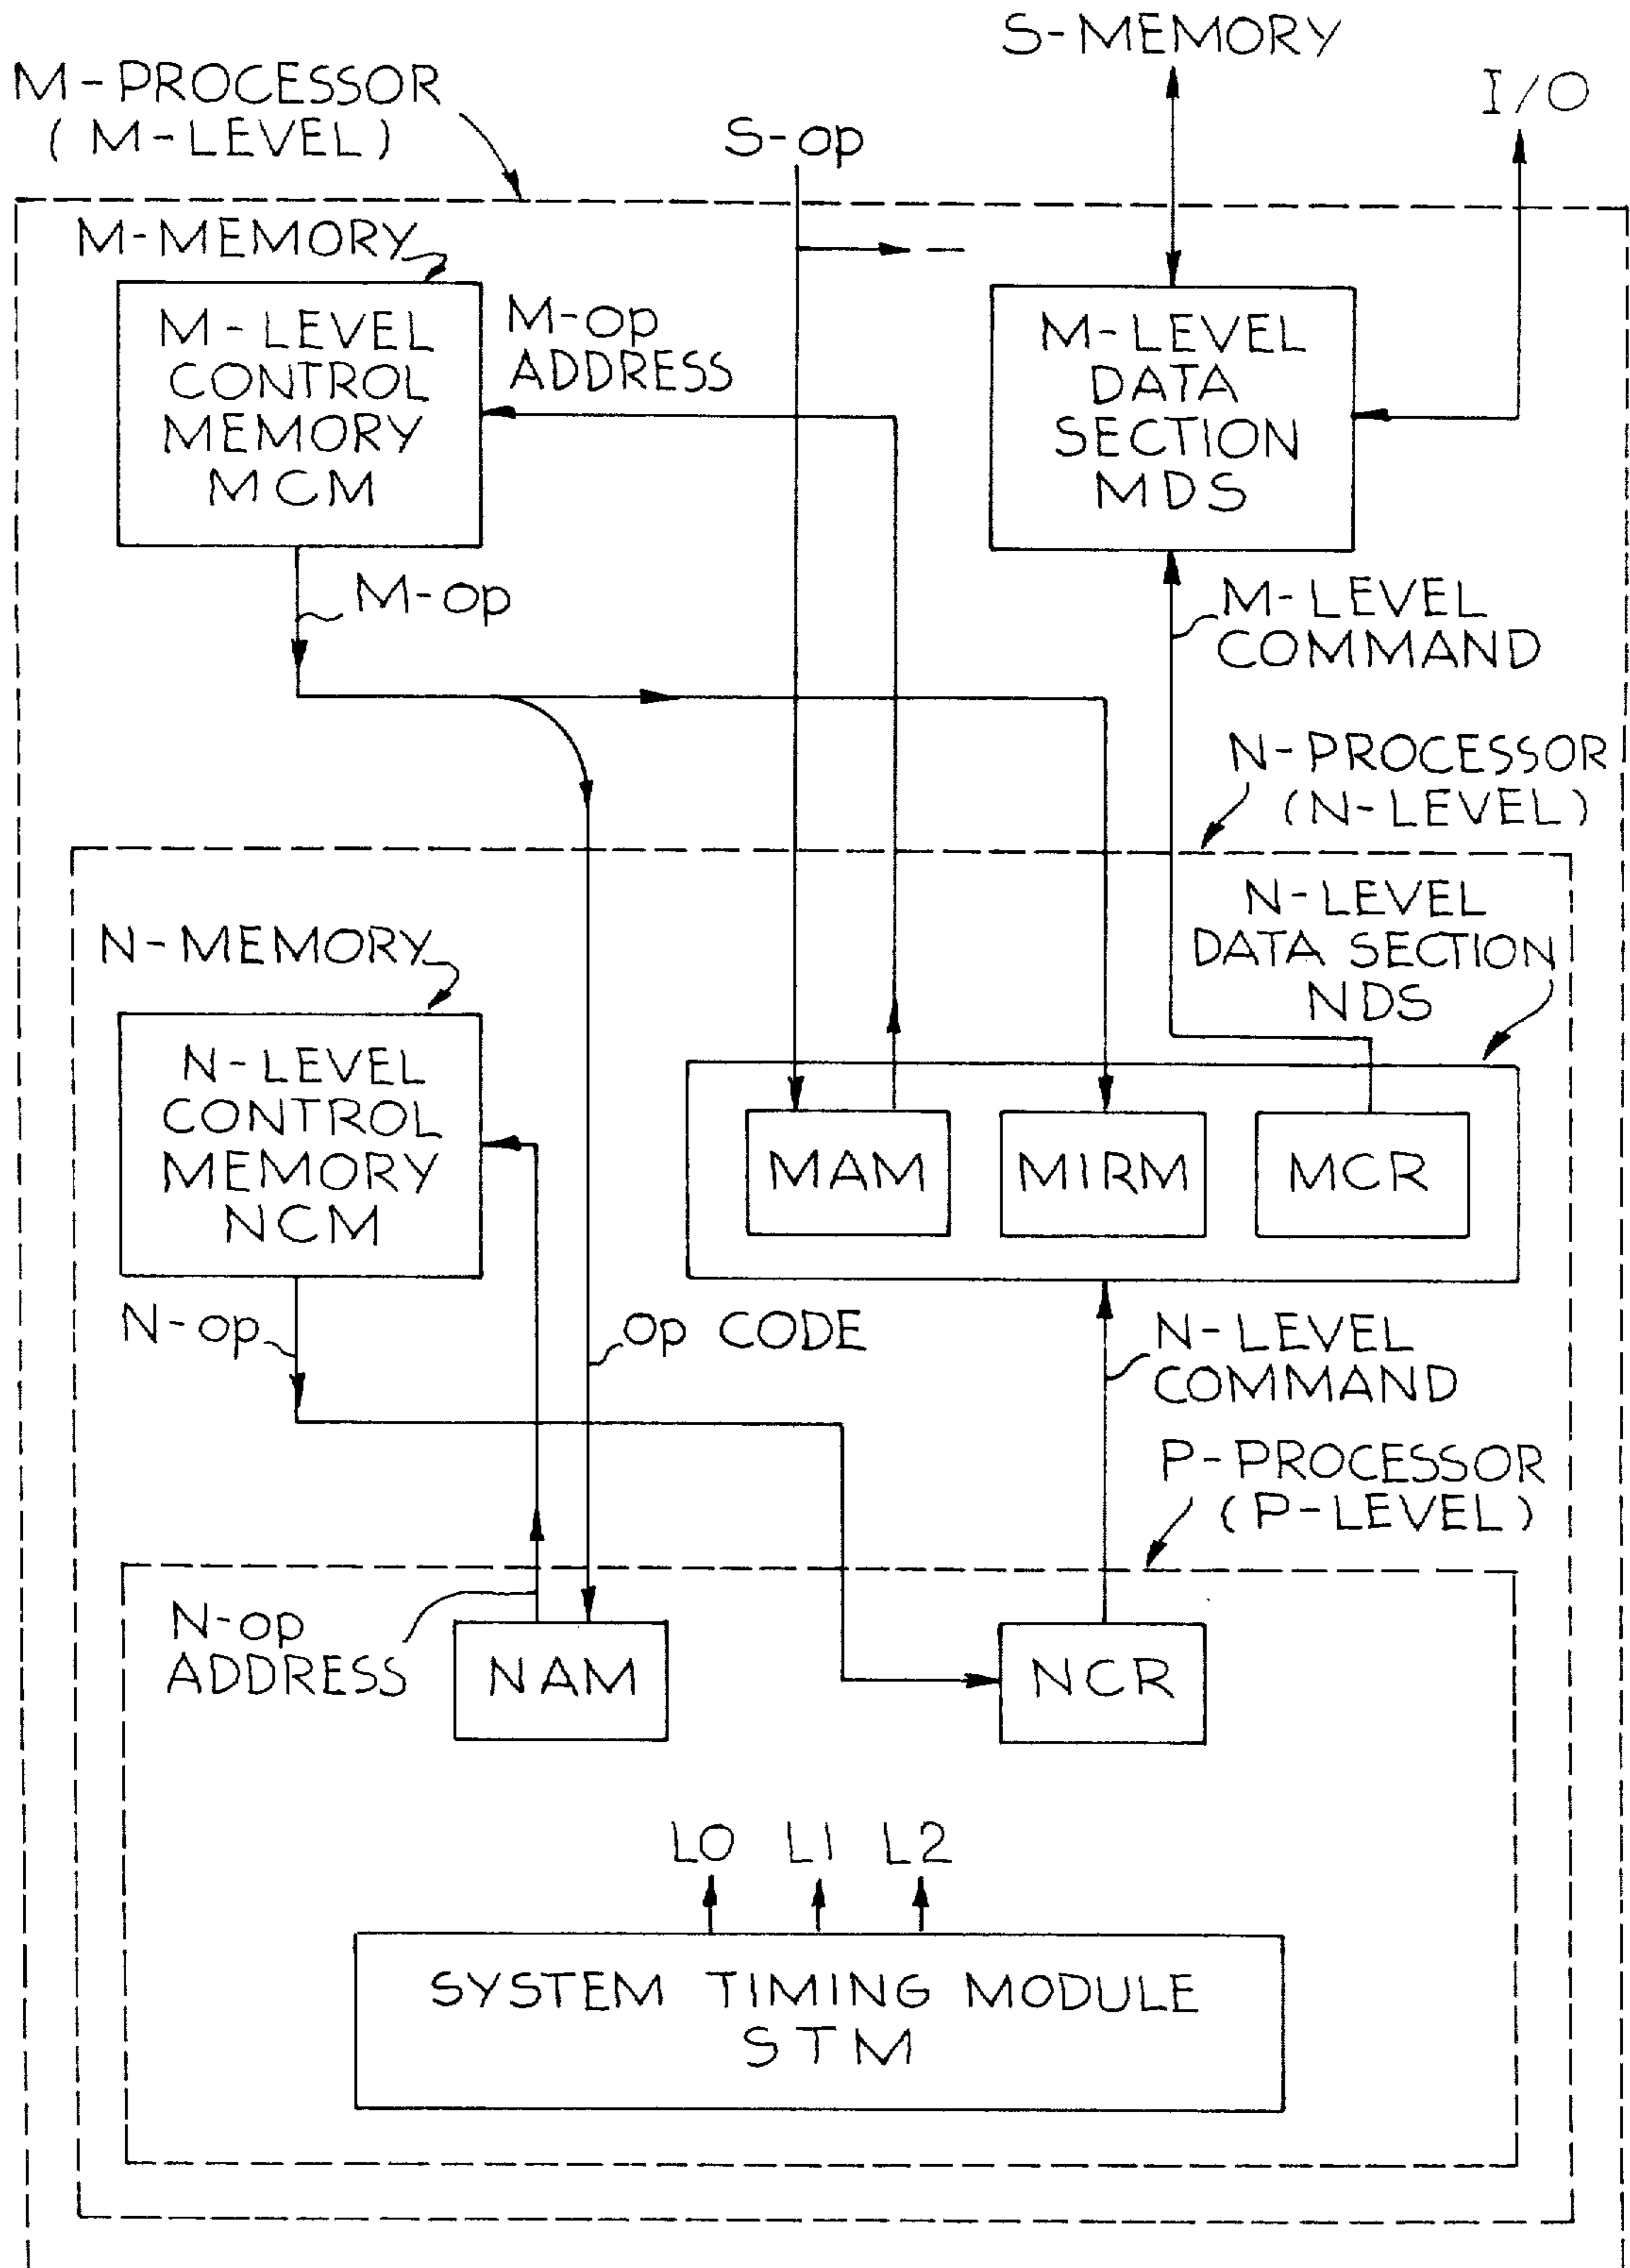 S-MEMORY
M-PROCESSOR
(M-LEVEL)
I/O
S-op
M-MEMORY
M-LEVEL
CONTROL
MEMORY
MCM
M-op
ADDRESS
M-LEVEL
DATA
SECTION
MDS
M-op
M-LEVEL
COMMAND
N-PROCESSOR
(N-LEVEL)
N-LEVEL
DATA SECTION
NDS
N-MEMORY
N-LEVEL
CONTROL
MEMORY
NCM
MAM
MIRM
MCR
N-op
Op CODE
N-LEVEL
COMMAND
P-PROCESSOR
(P-LEVEL)
N-op
ADDRESS
NAM
NCR
L0 L1 L2
SYSTEM TIMING MODULE
STM